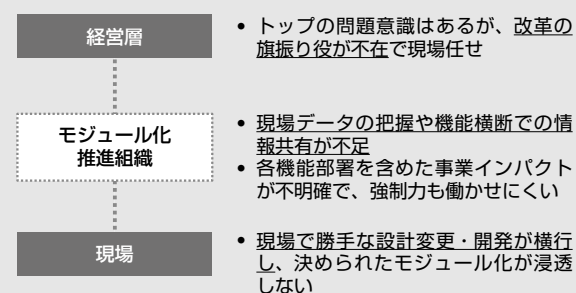 経営層
• トップの問題意識はあるが、改革の
旗振り役が不在で現場任せ
モジュール化
推進組織
• 現場データの把握や機能横断での情
報共有が不足
• 各機能部署を含めた事業インパクト
が不明確で、強制力も働かせにくい
現場
• 現場で勝手な設計変更・開発が横行
し、決められたモジュール化が浸透
しない